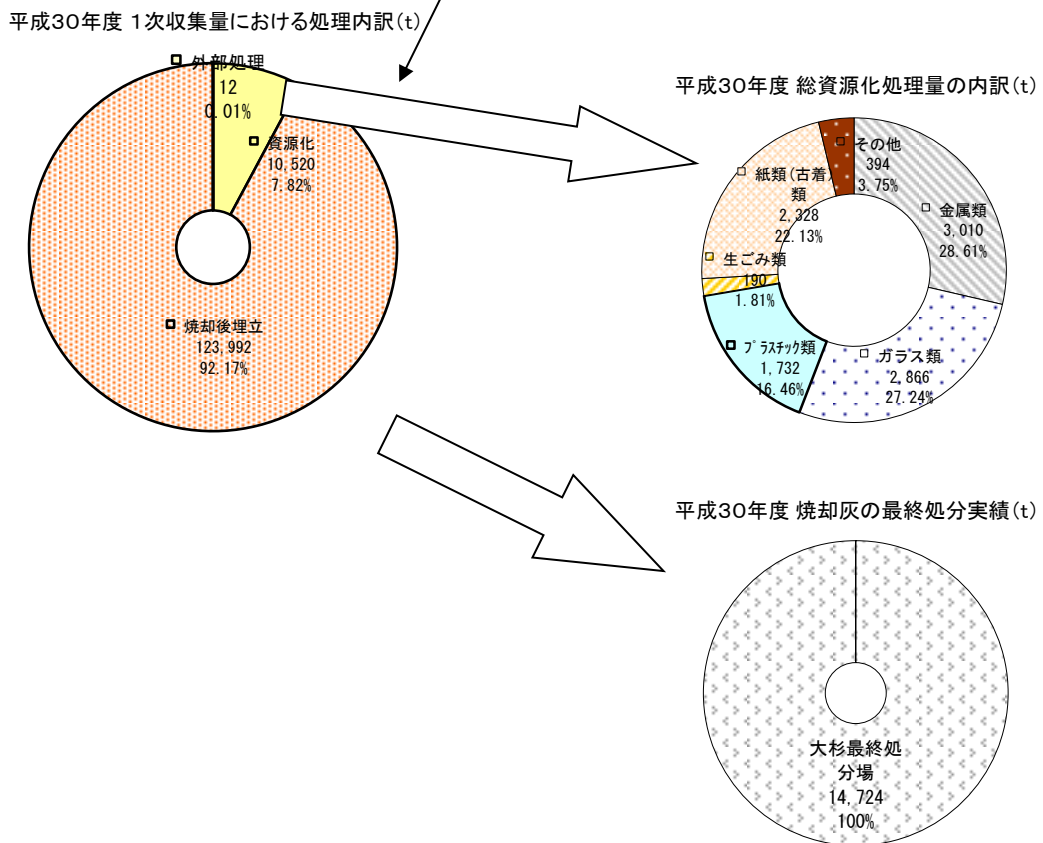 平成30年度 1次収集量における処理内訳(t)
外部処理
12
0.01%
資源化
10,520
7.82%
焼却後埋立
123,992
92.17%
平成30年度 総資源化処理量の内訳(t)
その他
394
3.75%
紙類(古着)
類
2,328
22.13%
金属類
3,010
28.61%
生ごみ類
190
1.81%
プラスチック類
1,732
16.46%
ガラス類
2,866
27.24%
平成30年度 焼却灰の最終処分実績(t)
大杉最終処
分場
14,724
100%